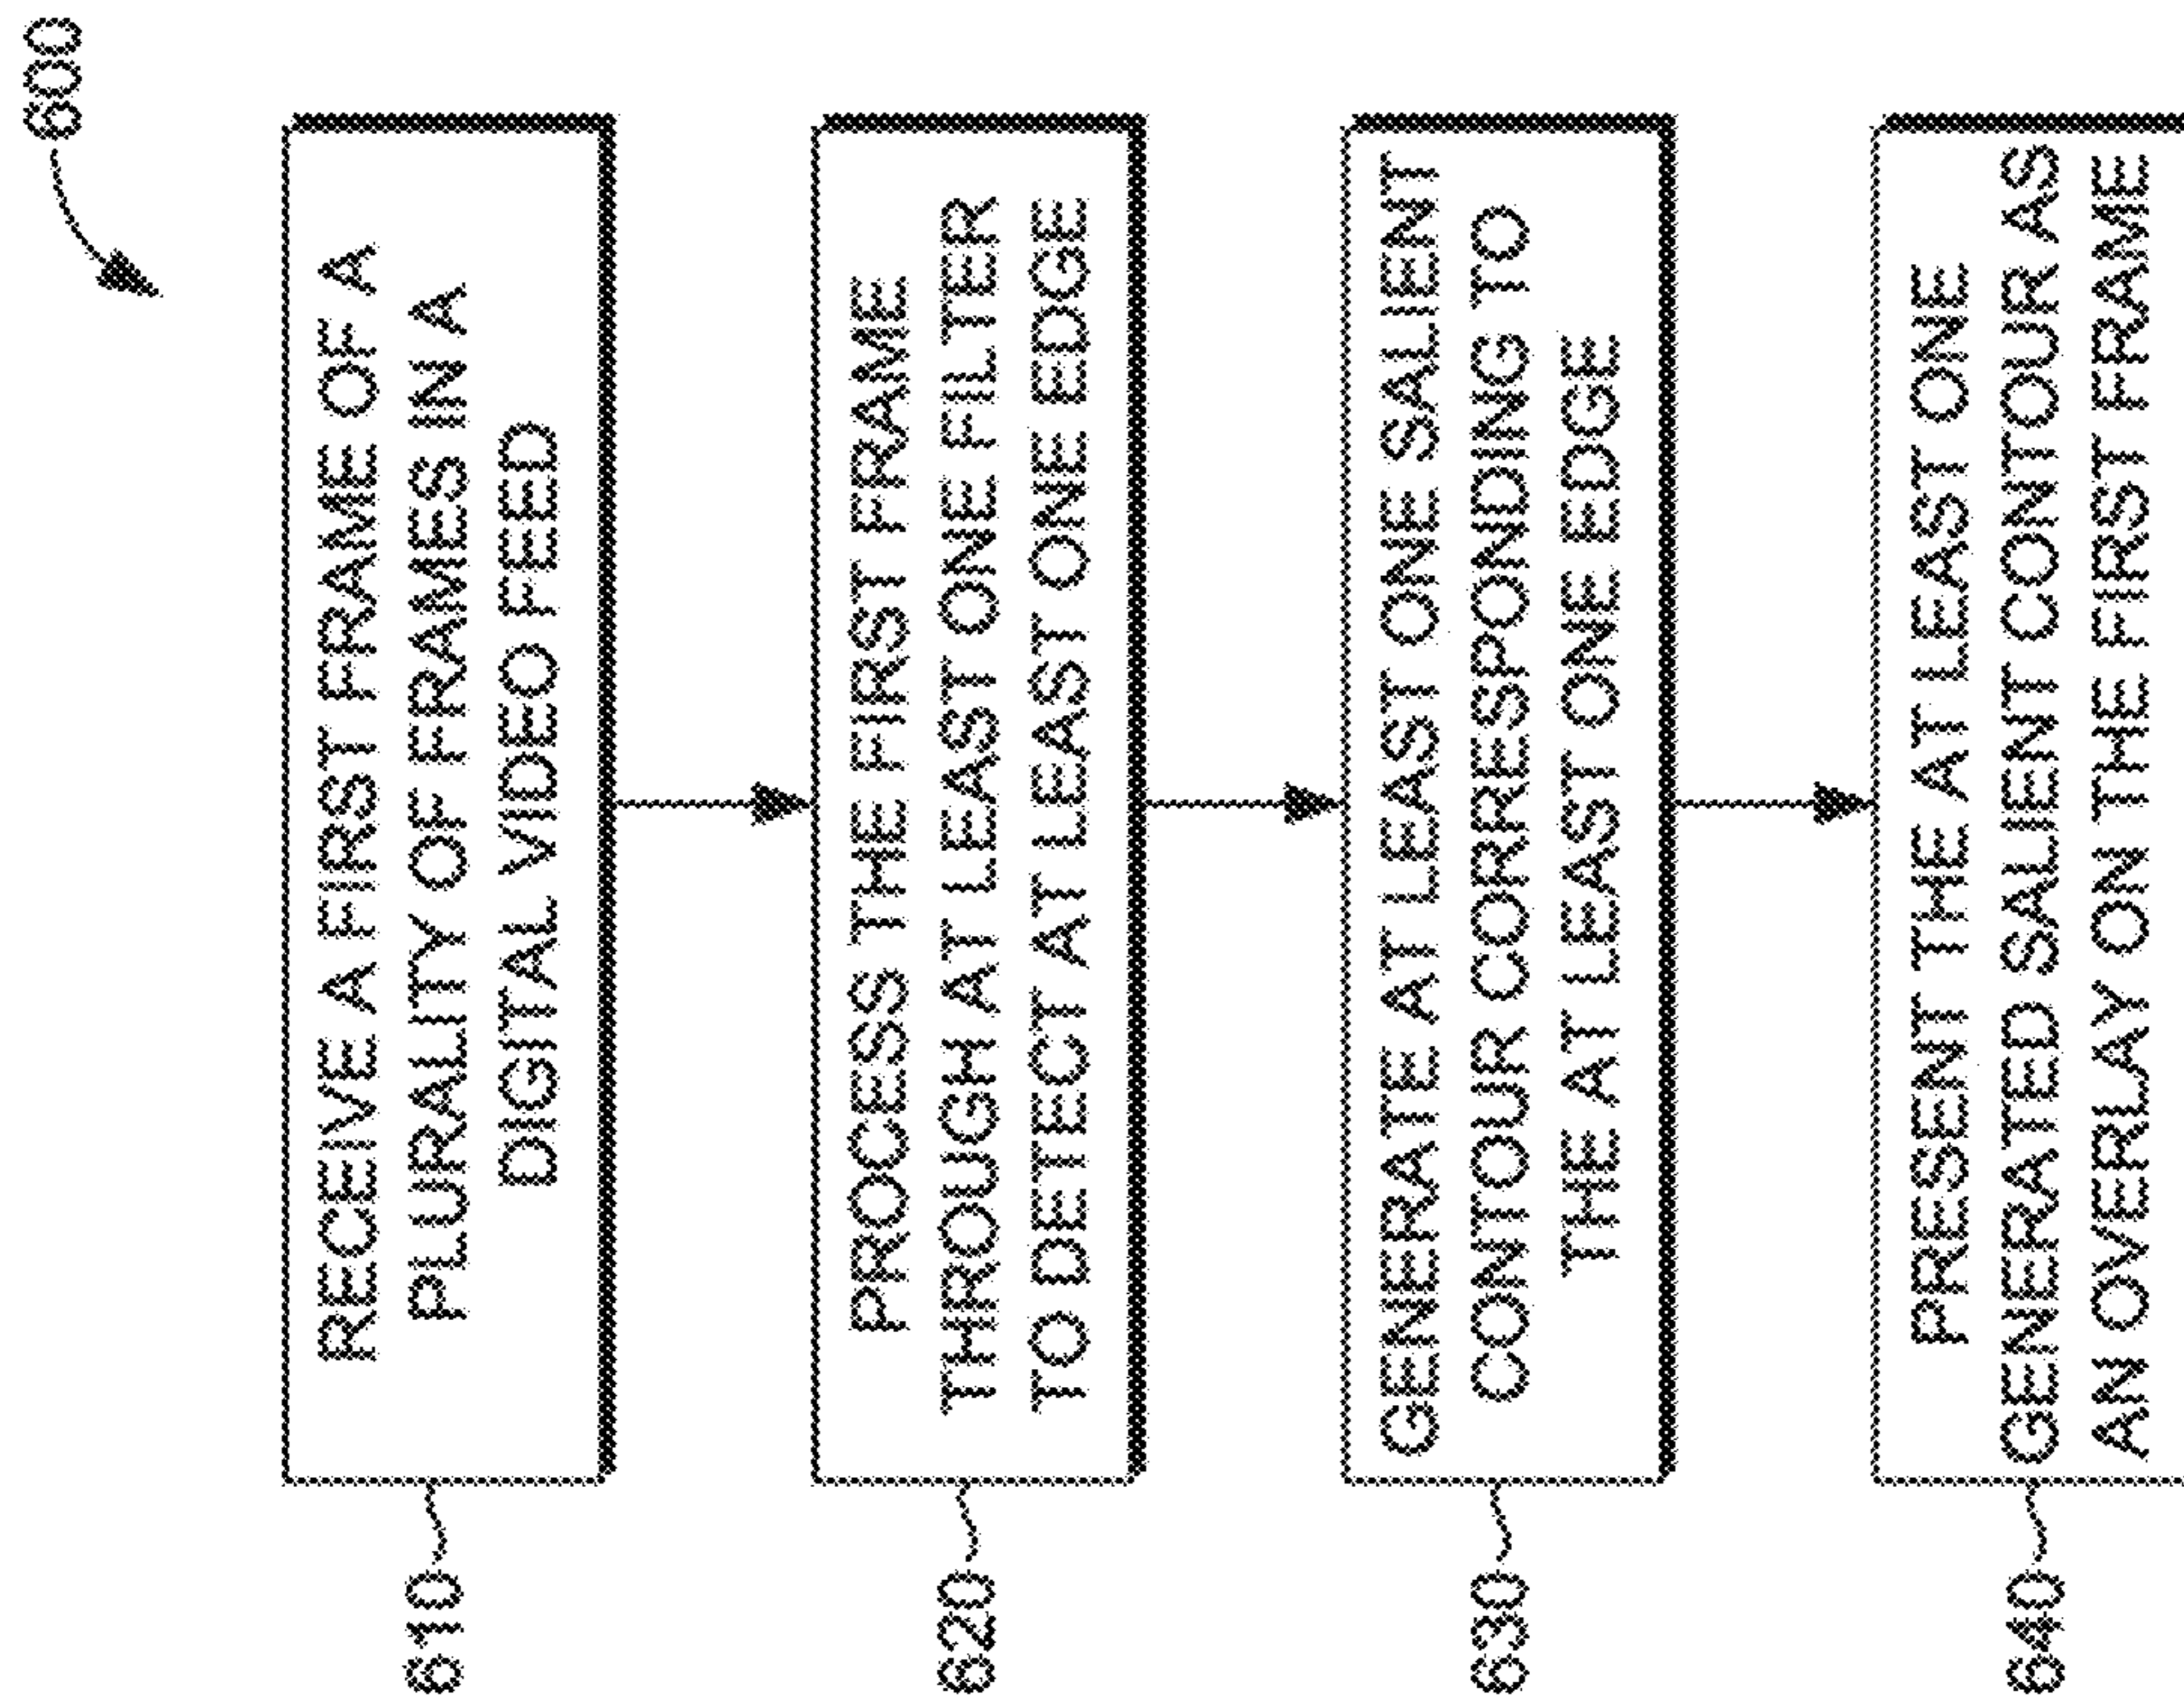 600
610
RECEIVE A FIRST FRAME OF A
PLURALITY OF FRAMES IN A
DIGITAL VIDEO FEED
620
PROCESS THE FIRST FRAME
THROUGH AT LEAST ONE FILTER
TO DETECT AT LEAST ONE EDGE
630
GENERATE AT LEAST ONE SALIENT
CONTOUR CORRESPONDING TO
THE AT LEAST ONE EDGE
640
PRESENT THE AT LEAST ONE
GENERATED SALIENT CONTOUR AS
AN OVERLAY ON THE FIRST FRAME